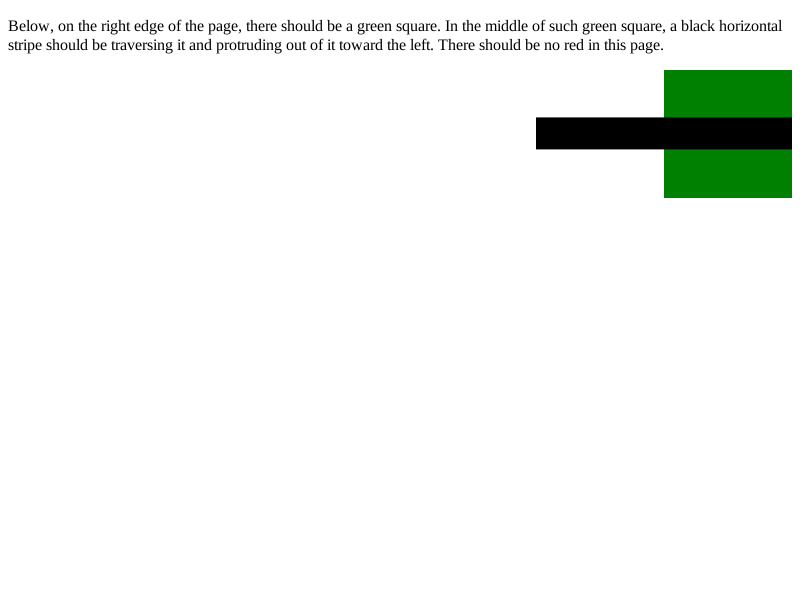 Below, on the right edge of the page, there should be a green square. In the middle of such green square, a black horizontal
stripe should be traversing it and protruding out of it toward the left. There should be no red in this page.